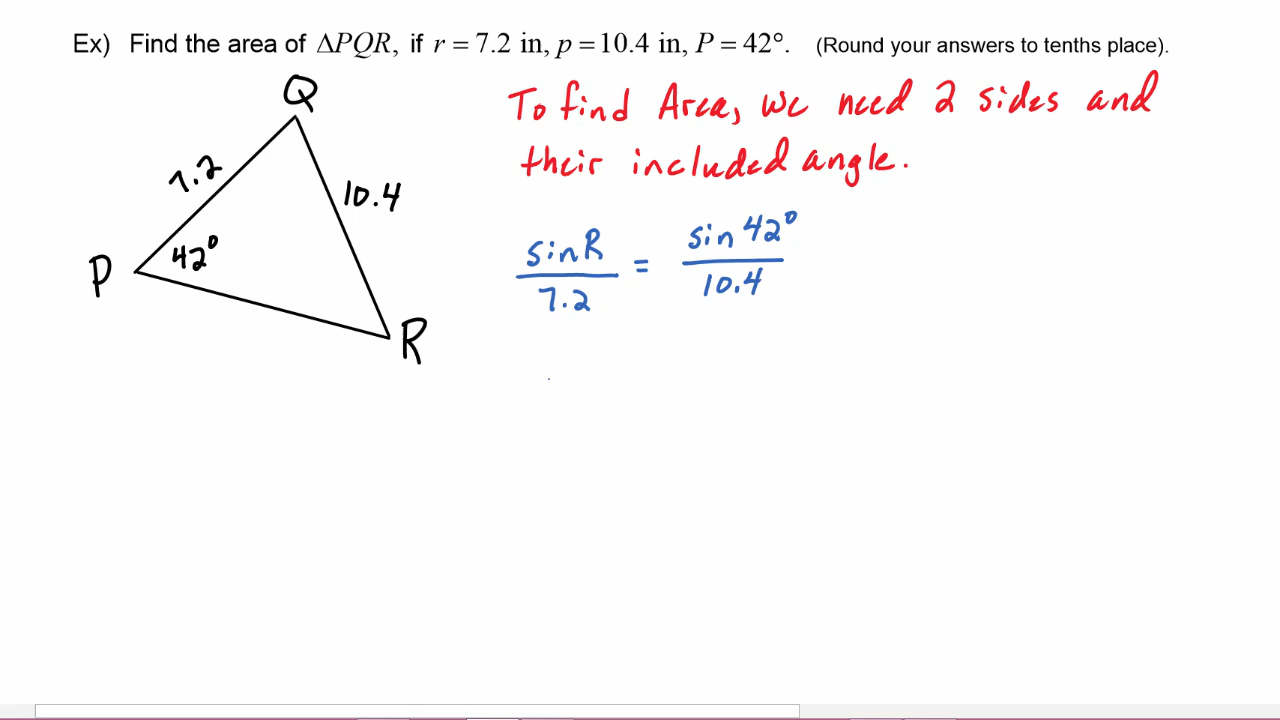 Ex) Find the area of ΔPQR, if r = 7.2 in, p = 10.4 in, P = 42°. (Round your answers to tenths place).
Q
To find Area, we need 2 sides and
their included angle.
7.2
10.4
42°
P
R
sin R / 7.2 = sin 42° / 10.4